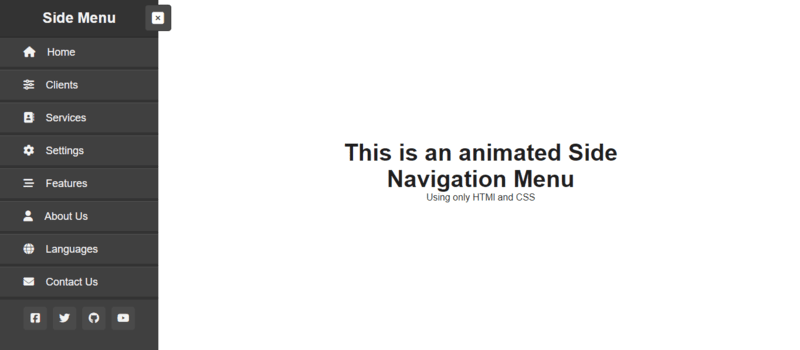 Side Menu
Home
Clients
Services
Settings
Features
About Us
Languages
Contact Us
This is an animated Side
Navigation Menu
Using only HTMl and CSS